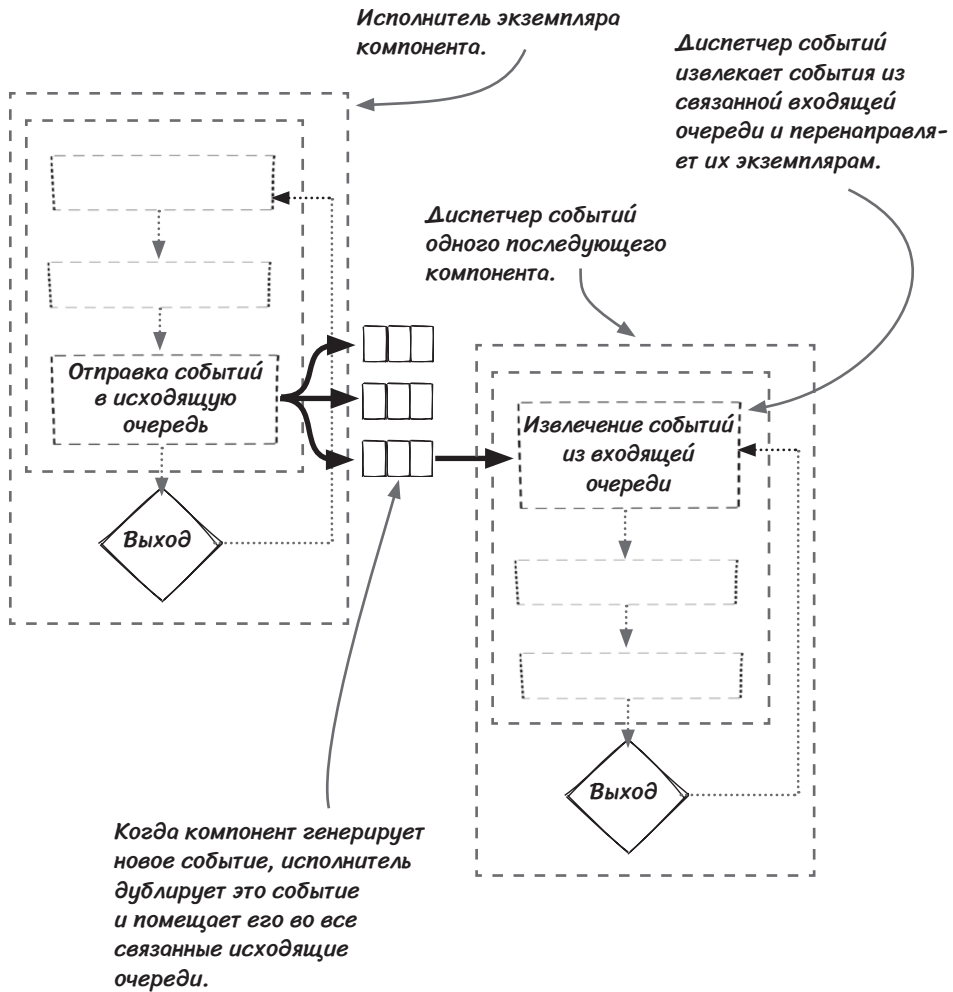 Исполнитель экземпляра
компонента.
Диспетчер событий
извлекает события из
связанной входящей
очереди и перенаправля-
ет их экземплярам.
Диспетчер событий
одного последующего
компонента.
Отправка событий
в исходящую
очередь
Выход
Извлечение событий
из входящей
очереди
Выход
Когда компонент генерирует
новое событие, исполнитель
дублирует это событие
и помещает его во все
связанные исходящие
очереди.